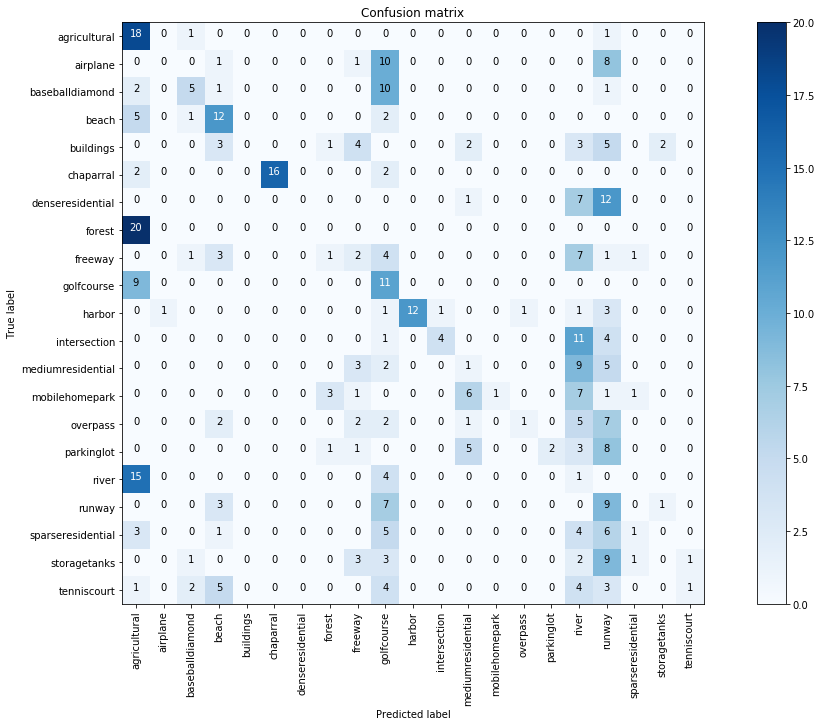 Confusion matrix
agricultural 18 0 1 0 0 0 0 0 0 0 0 0 0 0 0 0 0 1 0 0 0
airplane 0 0 0 1 0 0 0 0 1 10 0 0 0 0 0 0 0 8 0 0 0
baseballdiamond 2 0 5 1 0 0 0 0 0 10 0 0 0 0 0 0 0 1 0 0 0
beach 5 0 1 12 0 0 0 0 0 2 0 0 0 0 0 0 0 0 0 0 0
buildings 0 0 0 3 0 0 0 1 4 0 0 0 2 0 0 0 3 5 0 2 0
chaparral 2 0 0 0 0 16 0 0 0 2 0 0 0 0 0 0 0 0 0 0 0
denseresidential 0 0 0 0 0 0 0 0 0 0 0 0 1 0 0 0 7 12 0 0 0
forest 20 0 0 0 0 0 0 0 0 0 0 0 0 0 0 0 0 0 0 0 0
freeway 0 0 1 3 0 0 0 1 2 4 0 0 0 0 0 0 7 1 1 0 0
golfcourse 9 0 0 0 0 0 0 0 0 11 0 0 0 0 0 0 0 0 0 0 0
harbor 0 1 0 0 0 0 0 0 0 1 12 1 0 0 1 0 1 3 0 0 0
intersection 0 0 0 0 0 0 0 0 0 1 0 4 0 0 0 0 11 4 0 0 0
mediumresidential 0 0 0 0 0 0 0 0 3 2 0 0 1 0 0 0 9 5 0 0 0
mobilehomepark 0 0 0 0 0 0 0 3 1 0 0 0 6 1 0 0 7 1 1 0 0
overpass 0 0 0 2 0 0 0 0 2 2 0 0 1 0 1 0 5 7 0 0 0
parkinglot 0 0 0 0 0 0 0 1 1 0 0 0 5 0 0 2 3 8 0 0 0
river 15 0 0 0 0 0 0 0 0 4 0 0 0 0 0 0 1 0 0 0 0
runway 0 0 0 3 0 0 0 0 0 7 0 0 0 0 0 0 0 9 0 1 0
sparseresidential 3 0 0 1 0 0 0 0 0 5 0 0 0 0 0 0 4 6 1 0 0
storagetanks 0 0 1 0 0 0 0 0 3 3 0 0 0 0 0 0 2 9 1 0 1
tenniscourt 1 0 2 5 0 0 0 0 0 4 0 0 0 0 0 0 4 3 0 0 1
True label
agricultural
airplane
baseballdiamond
beach
buildings
chaparral
denseresidential
forest
freeway
golfcourse
harbor
intersection
mediumresidential
mobilehomepark
overpass
parkinglot
river
runway
sparseresidential
storagetanks
tenniscourt
Predicted label
20.0
17.5
15.0
12.5
10.0
7.5
5.0
2.5
0.0